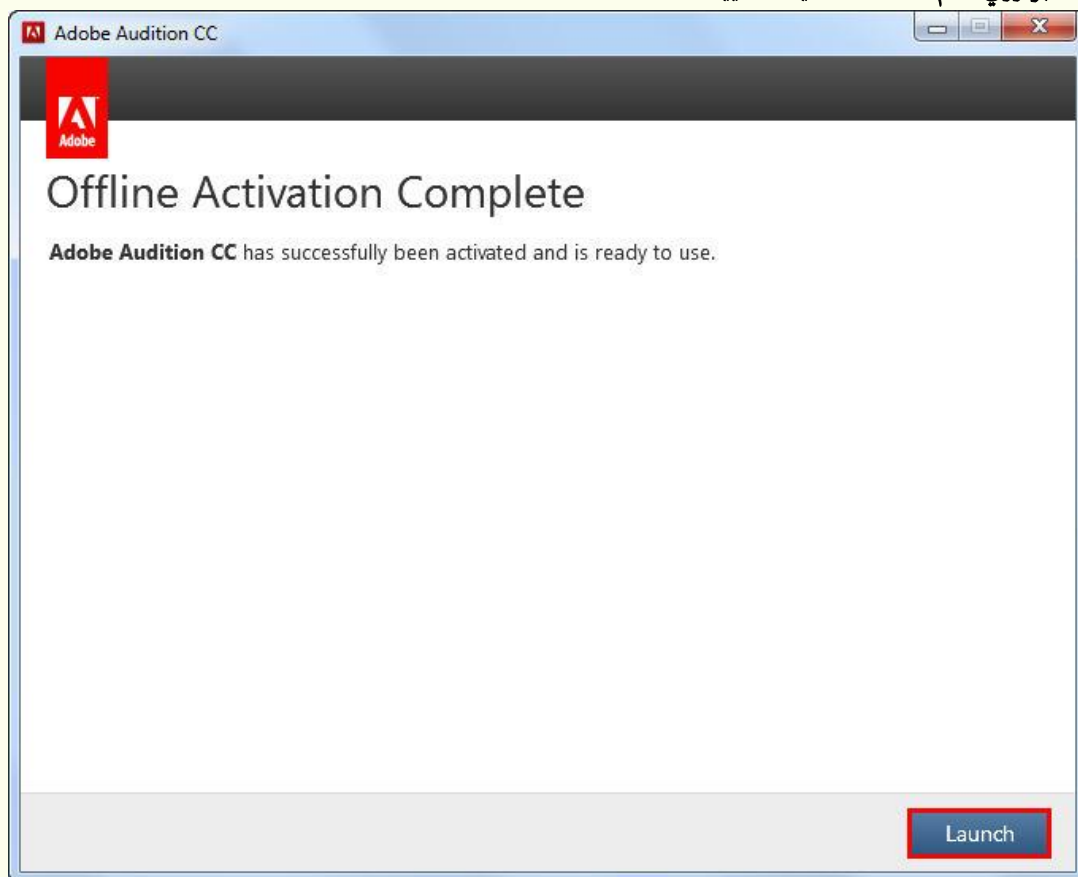 Adobe Audition CC
Adobe
Offline Activation Complete
Adobe Audition CC has successfully been activated and is ready to use.
Launch